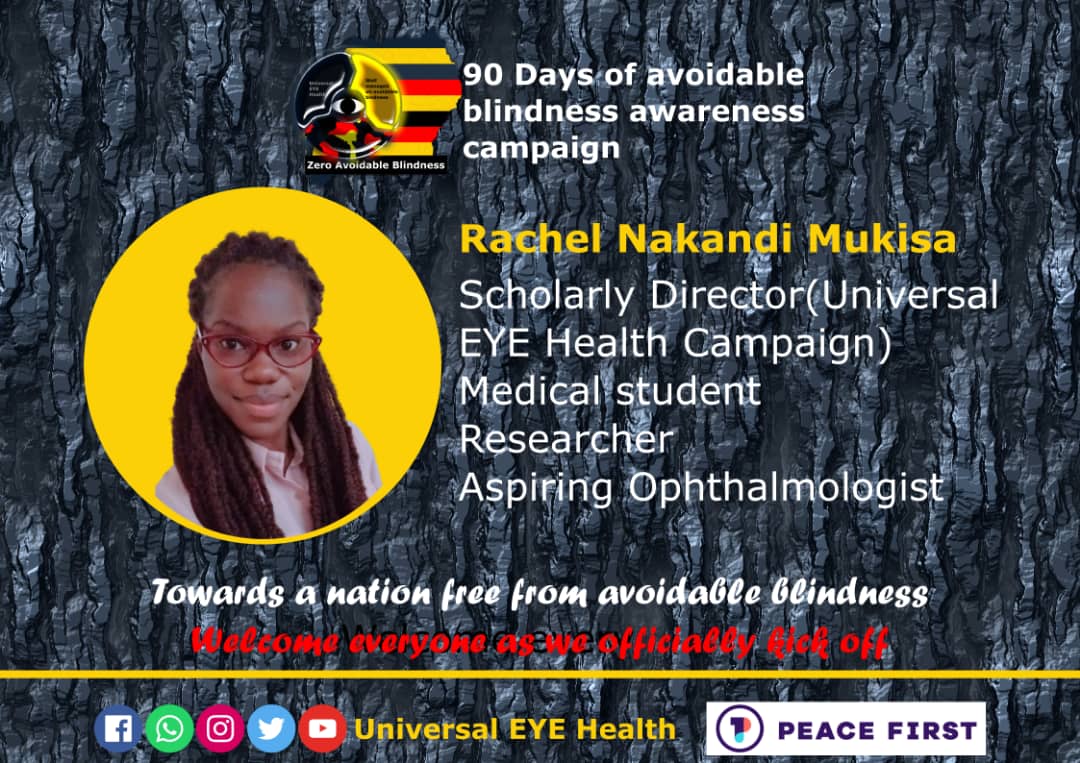 90 Days of avoidable
blindness awareness
campaign
Zero Avoidable Blindness
Rachel Nakandi Mukisa
Scholarly Director(Universal
EYE Health Campaign)
Medical student
Researcher
Aspiring Ophthalmologist
Towards a nation free from avoidable blindness
Welcome everyone as we officially kick off
Universal EYE Health
PEACE FIRST